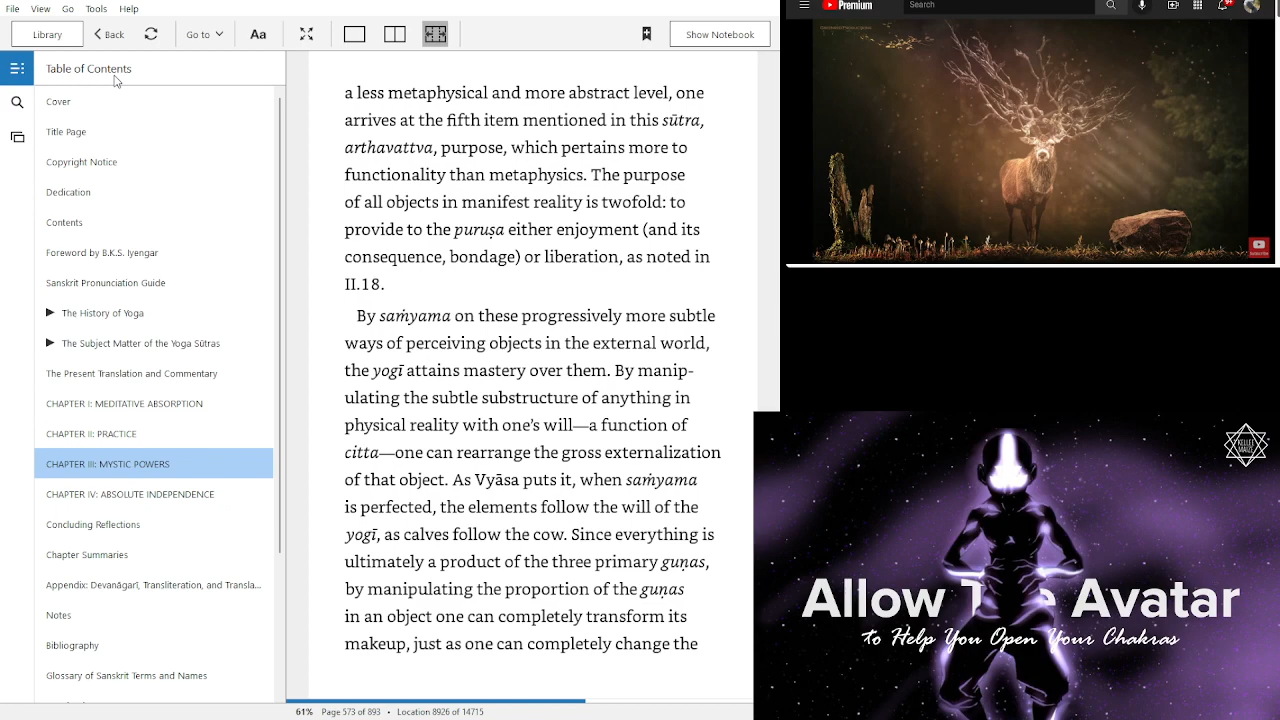 File View Go Tools Help
Library Back Go to Aa Show Notebook
Table of Contents
Cover
Title Page
Copyright Notice
Dedication
Contents
Foreword by B.K.S. Iyengar
Sanskrit Pronunciation Guide
The History of Yoga
The Subject Matter of the Yoga Sūtras
The Present Translation and Commentary
CHAPTER I: MEDITATIVE ABSORPTION
CHAPTER II: PRACTICE
CHAPTER III: MYSTIC POWERS
CHAPTER IV: ABSOLUTE INDEPENDENCE
Concluding Reflections
Chapter Summaries
Appendix: Devanāgarī, Transliteration, and Transla...
Notes
Bibliography
Glossary of Sanskrit Terms and Names
a less metaphysical and more abstract level, one
arrives at the fifth item mentioned in this sūtra,
arthavattva, purpose, which pertains more to
functionality than metaphysics. The purpose
of all objects in manifest reality is twofold: to
provide to the puruṣa either enjoyment (and its
consequence, bondage) or liberation, as noted in
II.18.
By saṁyama on these progressively more subtle
ways of perceiving objects in the external world,
the yogī attains mastery over them. By manip-
ulating the subtle substructure of anything in
physical reality with one's will—a function of
citta—one can rearrange the gross externalization
of that object. As Vyāsa puts it, when saṁyama
is perfected, the elements follow the will of the
yogī, as calves follow the cow. Since everything is
ultimately a product of the three primary guṇas,
by manipulating the proportion of the guṇas
in an object one can completely transform its
makeup, just as one can completely change the
61% Page 573 of 893 • Location 8926 of 14715
Premium Search 9+
Allow T e Avatar
to Help You Open Your Chakras